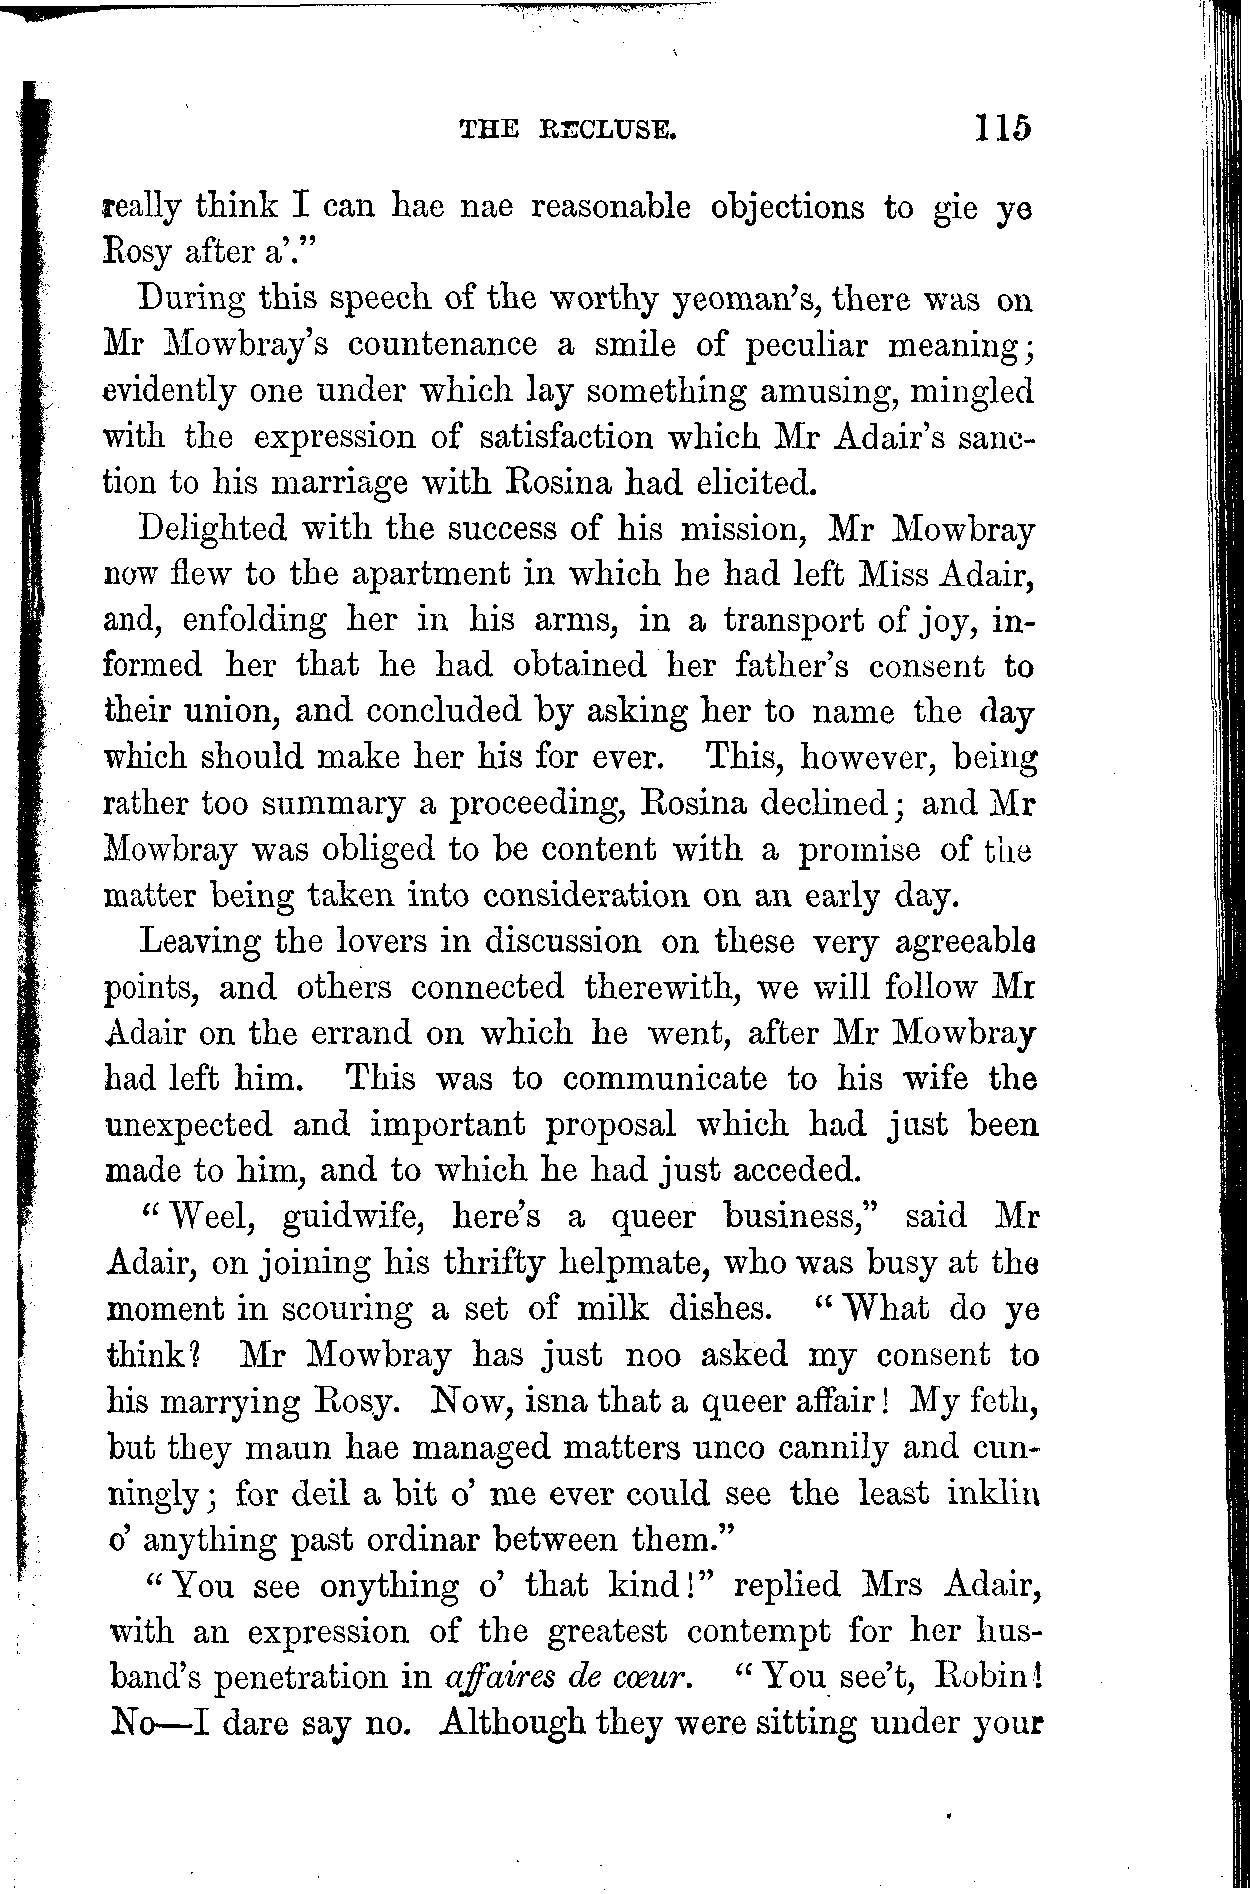 THE RECLUSE. 115
really think I can hae nae reasonable objections to gie ye
Rosy after a'."
During this speech of the worthy yeoman's, there was on
Mr Mowbray's countenance a smile of peculiar meaning;
evidently one under which lay something amusing, mingled
with the expression of satisfaction which Mr Adair's sanc-
tion to his marriage with Rosina had elicited.
Delighted with the success of his mission, Mr Mowbray
now flew to the apartment in which he had left Miss Adair,
and, enfolding her in his arms, in a transport of joy, in-
formed her that he had obtained her father's consent to
their union, and concluded by asking her to name the day
which should make her his for ever. This, however, being
rather too summary a proceeding, Rosina declined; and Mr
Mowbray was obliged to be content with a promise of the
matter being taken into consideration on an early day.
Leaving the lovers in discussion on these very agreeable
points, and others connected therewith, we will follow Mr
Adair on the errand on which he went, after Mr Mowbray
had left him. This was to communicate to his wife the
unexpected and important proposal which had just been
made to him, and to which he had just acceded.
"Weel, guidwife, here's a queer business," said Mr
Adair, on joining his thrifty helpmate, who was busy at the
moment in scouring a set of milk dishes. "What do ye
think? Mr Mowbray has just noo asked my consent to
his marrying Rosy. Now, isna that a queer affair! My feth,
but they maun hae managed matters unco cannily and cun-
ningly; for deil a bit o' me ever could see the least inklin
o' anything past ordinar between them."
"You see onything o' that kind!" replied Mrs Adair,
with an expression of the greatest contempt for her hus-
band's penetration in affaires de cœur. "You see't, Robin!
No—I dare say no. Although they were sitting under your